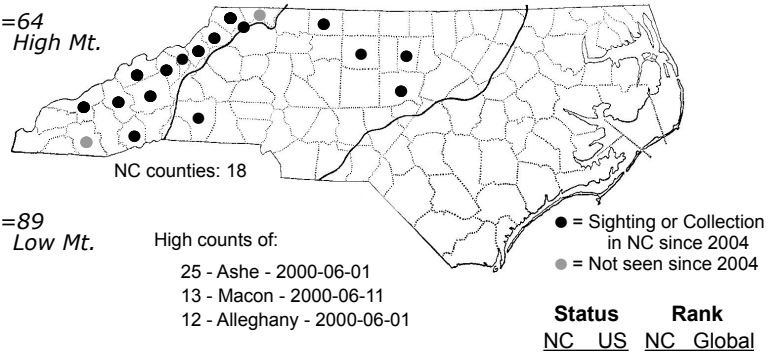 =64
High Mt.
NC counties: 18
=89
Low Mt.
High counts of:
25 - Ashe - 2000-06-01
13 - Macon - 2000-06-11
12 - Alleghany - 2000-06-01
● = Sighting or Collection
in NC since 2004
● = Not seen since 2004
Status Rank
NC US NC Global